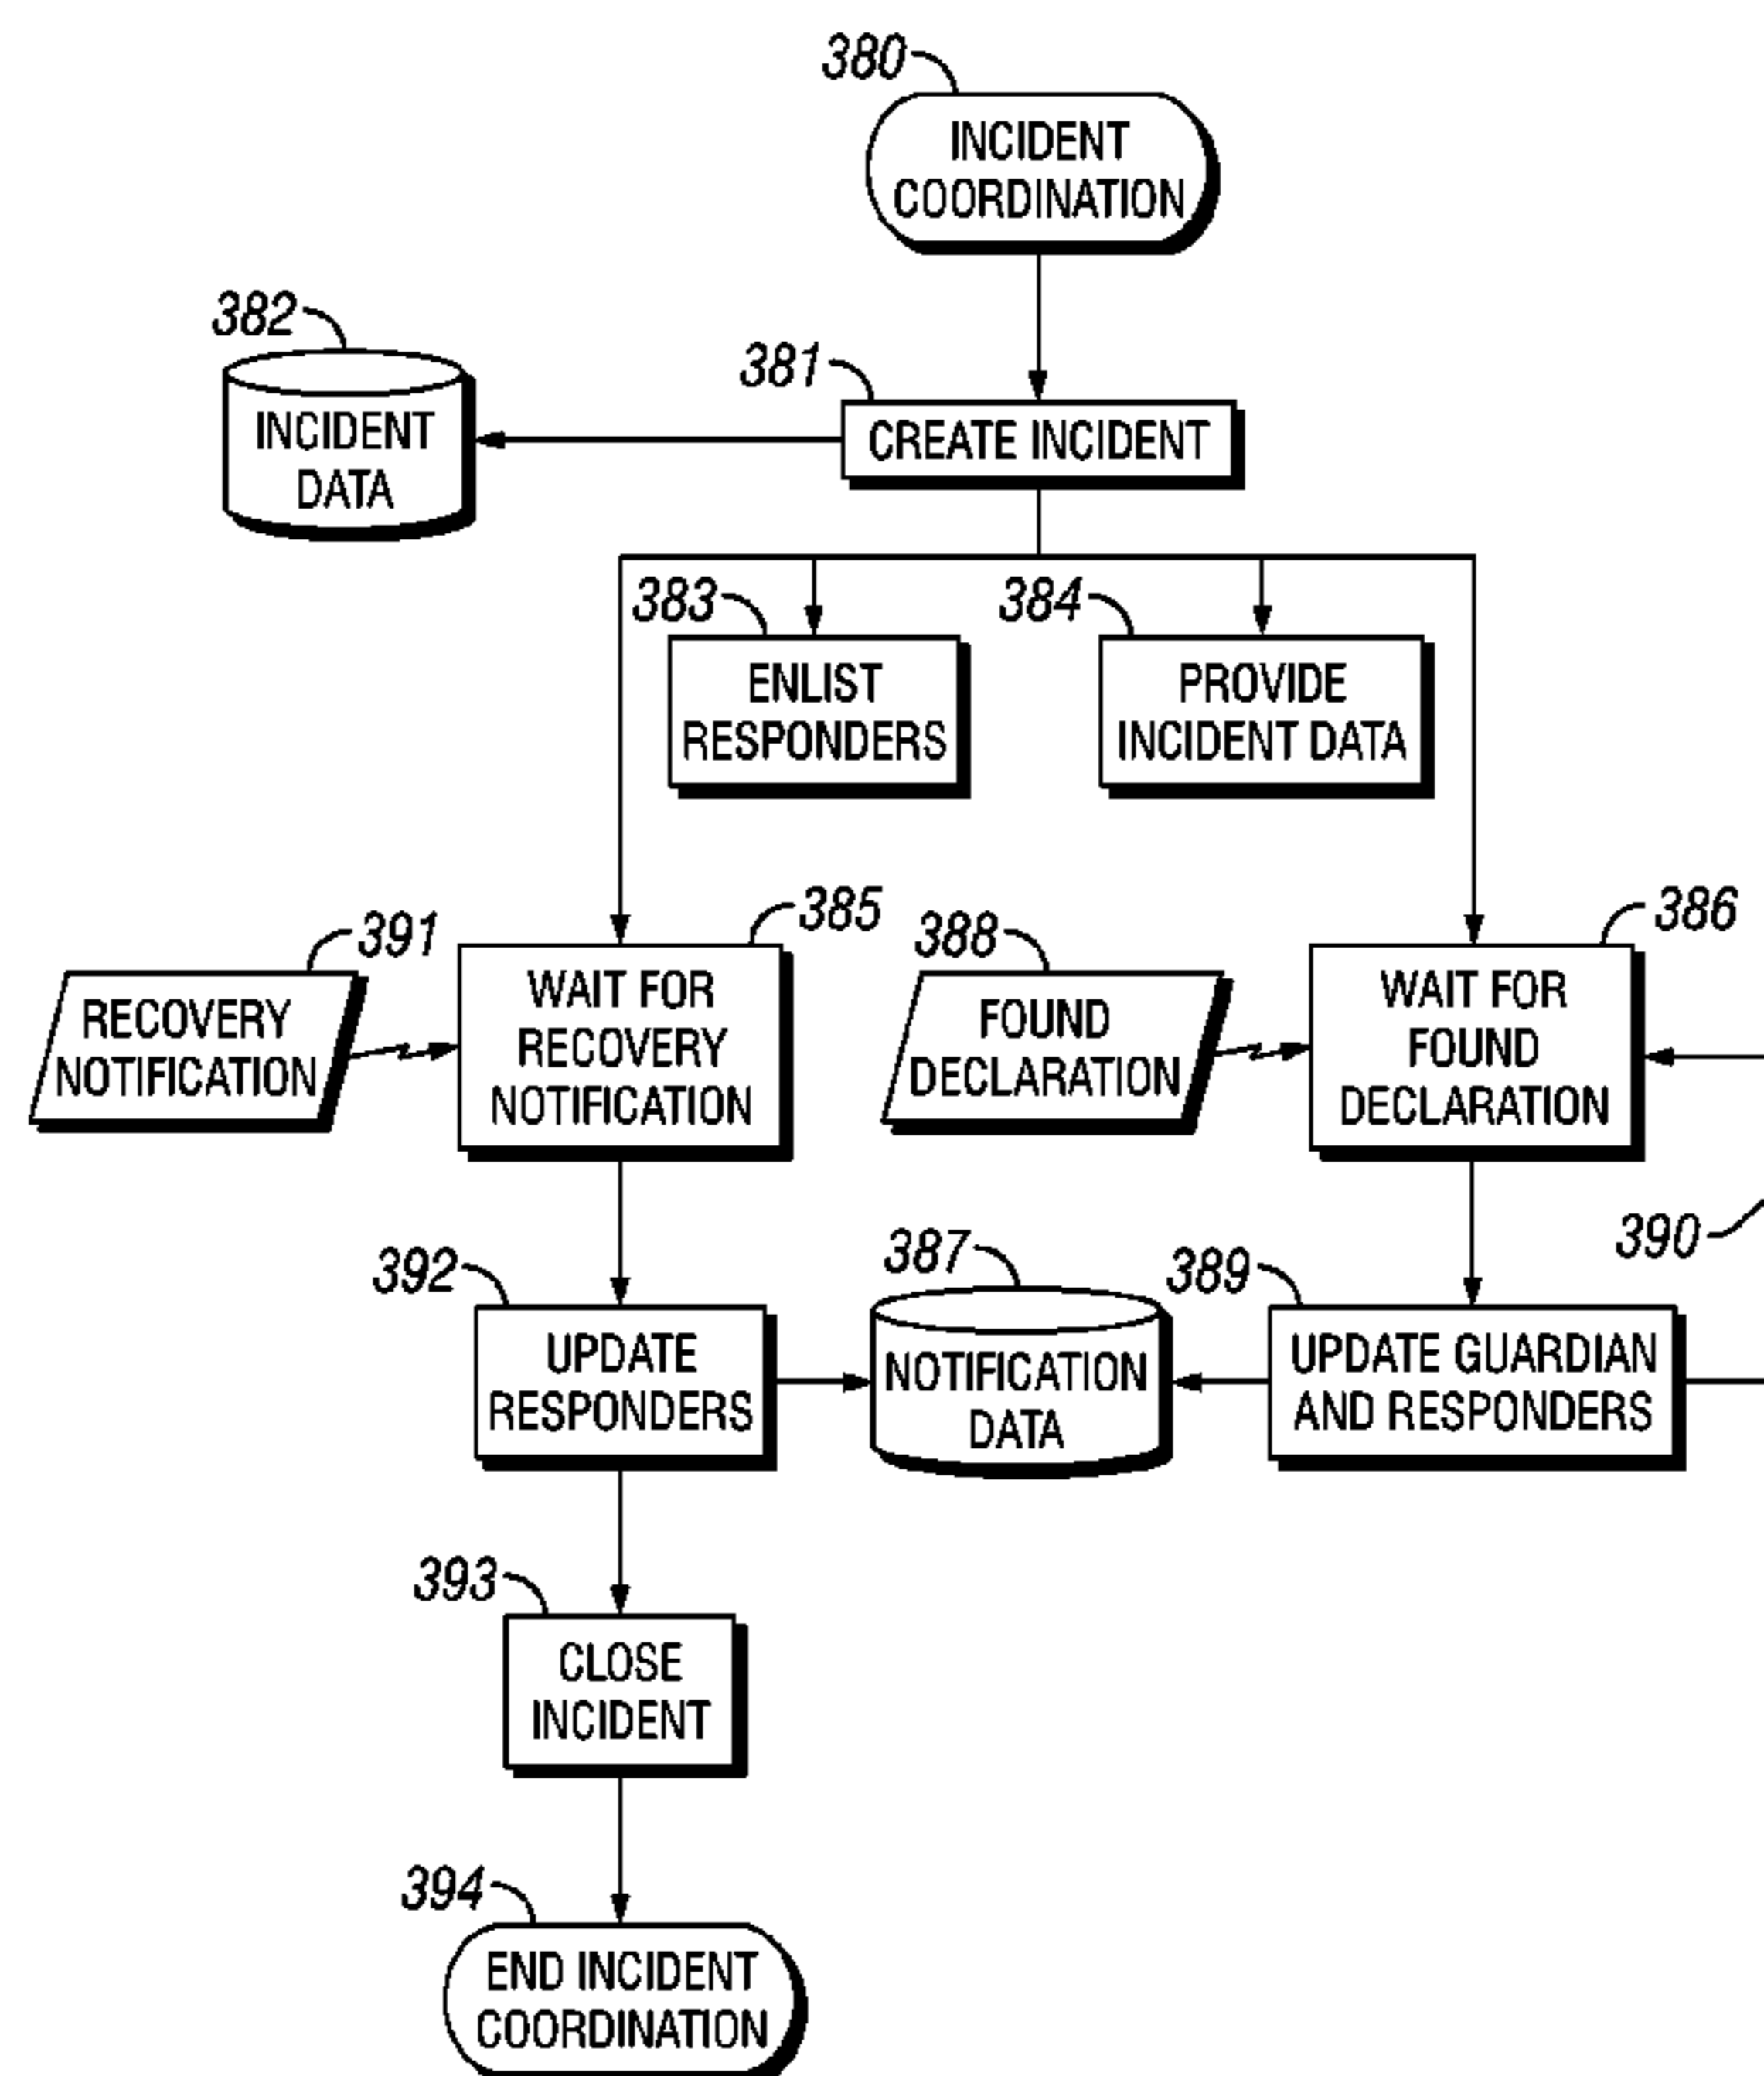 380
INCIDENT
COORDINATION
382
381
INCIDENT
DATA
CREATE INCIDENT
383
384
ENLIST
RESPONDERS
PROVIDE
INCIDENT DATA
391
385
388
386
RECOVERY
NOTIFICATION
WAIT FOR
RECOVERY
NOTIFICATION
FOUND
DECLARATION
WAIT FOR
FOUND
DECLARATION
390
392
387
389
UPDATE
RESPONDERS
NOTIFICATION
DATA
UPDATE GUARDIAN
AND RESPONDERS
393
CLOSE
INCIDENT
394
END INCIDENT
COORDINATION